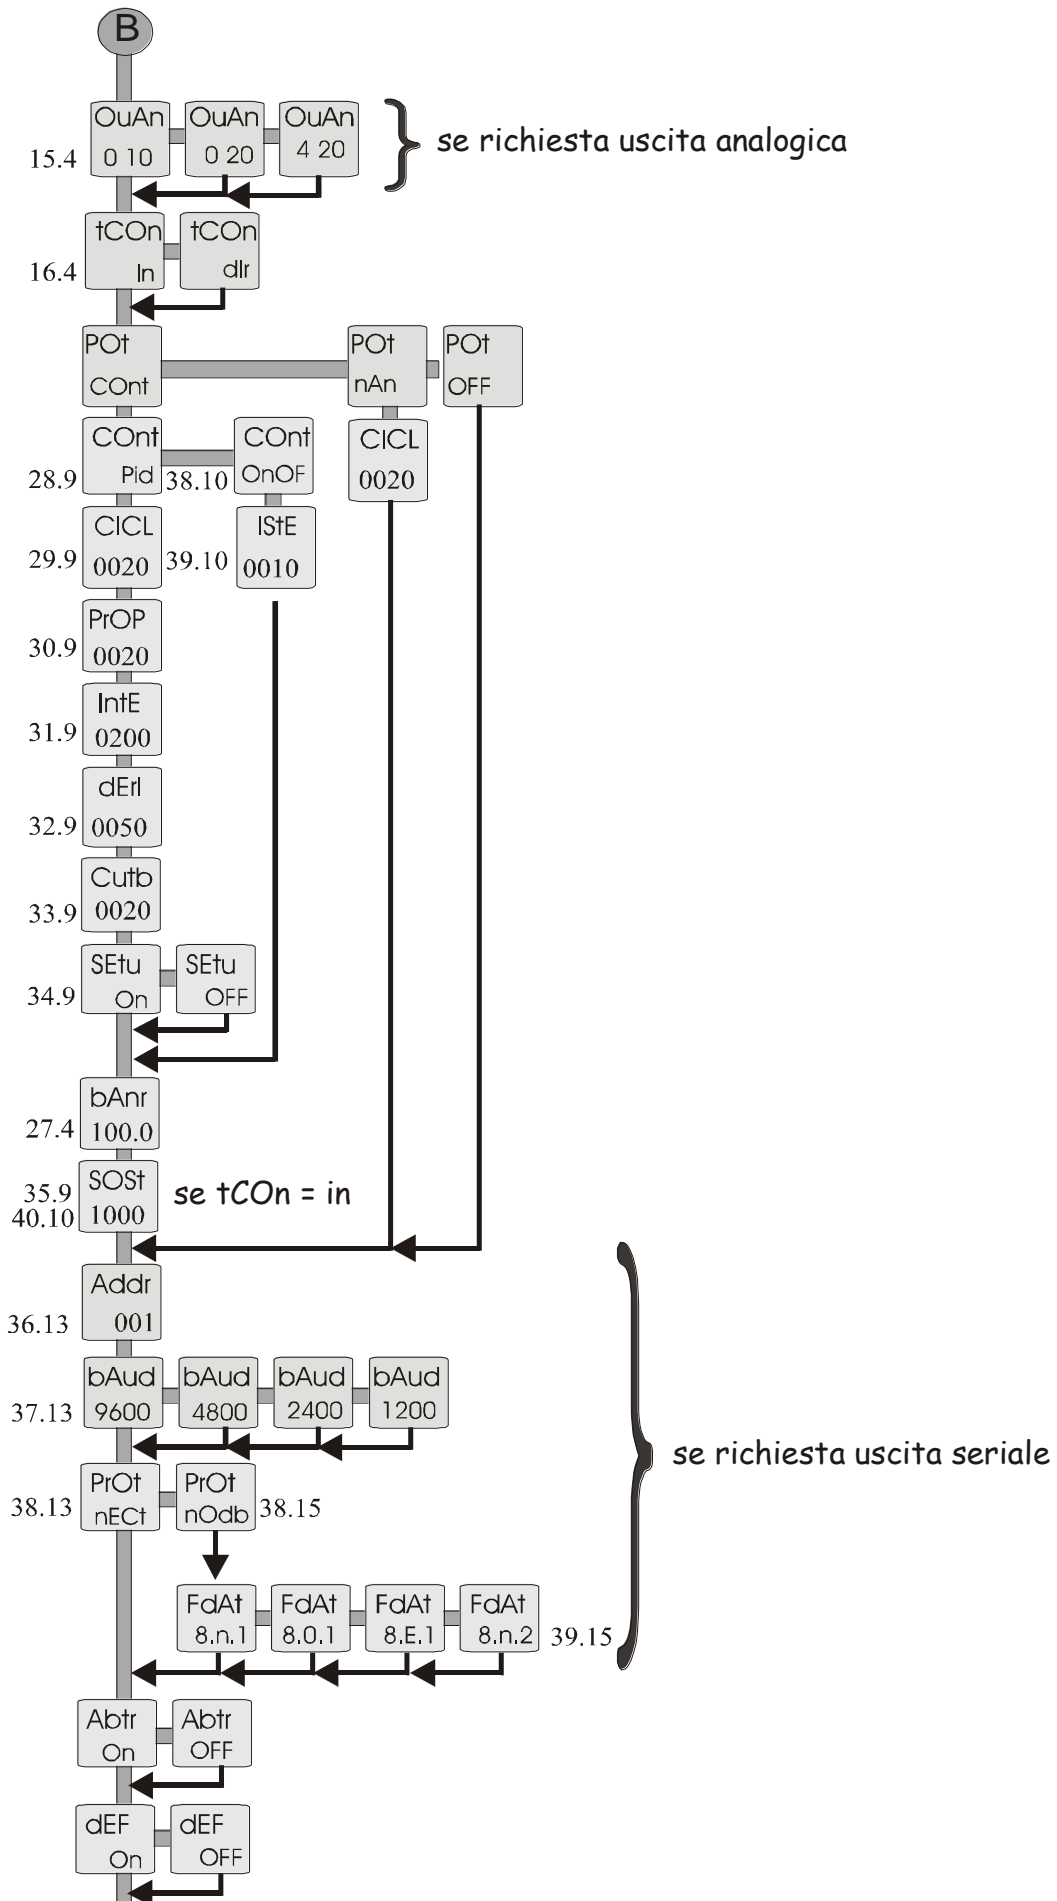 B
OuAn OuAn OuAn
15.4 0 10 0 20 4 20
se richiesta uscita analogica
tCOn tCOn
16.4 In dIr
POt POt POt
COnt nAn OFF
COnt COnt CICL
28.9 Pid 38.10 OnOF 0020
CICL IStE
29.9 0020 39.10 0010
PrOP
30.9 0020
IntE
31.9 0200
dErI
32.9 0050
Cutb
33.9 0020
SEtu SEtu
34.9 On OFF
bAnr
27.4 100.0
35.9 SOSt
40.10 1000
se tCOn = in
Addr
36.13 001
bAud bAud bAud bAud
37.13 9600 4800 2400 1200
se richiesta uscita seriale
PrOt PrOt
38.13 nECt nOdb 38.15
FdAt FdAt FdAt FdAt
8.n.1 8.0.1 8.E.1 8.n.2 39.15
Abtr Abtr
On OFF
dEF dEF
On OFF